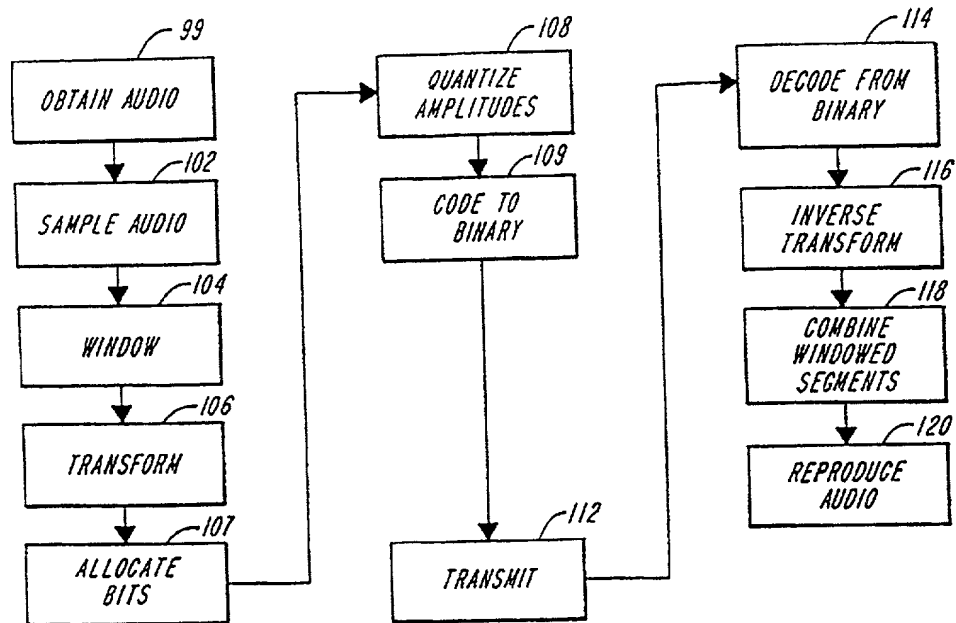 99
OBTAIN AUDIO
102
SAMPLE AUDIO
104
WINDOW
106
TRANSFORM
107
ALLOCATE
BITS
108
QUANTIZE
AMPLITUDES
109
CODE TO
BINARY
112
TRANSMIT
114
DECODE FROM
BINARY
116
INVERSE
TRANSFORM
118
COMBINE
WINDOWED
SEGMENTS
120
REPRODUCE
AUDIO